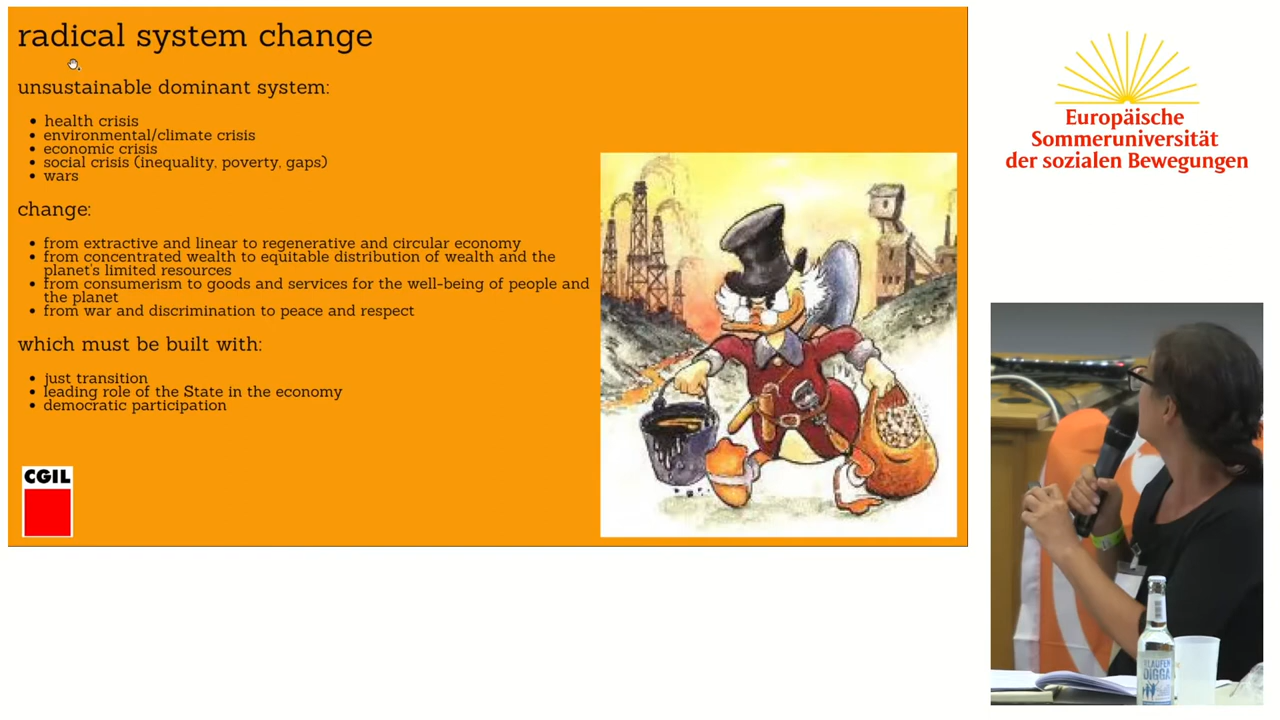 radical system change
unsustainable dominant system:
health crisis
environmental/climate crisis
economic crisis
social crisis (inequality, poverty, gaps)
wars
change:
from extractive and linear to regenerative and circular economy
from concentrated wealth to equitable distribution of wealth and the
planet's limited resources
from consumerism to goods and services for the well-being of people and
the planet
from war and discrimination to peace and respect
which must be built with:
just transition
leading role of the State in the economy
democratic participation
CGIL
Europäische
Sommeruniversität
der sozialen Bewegungen
DIGGA